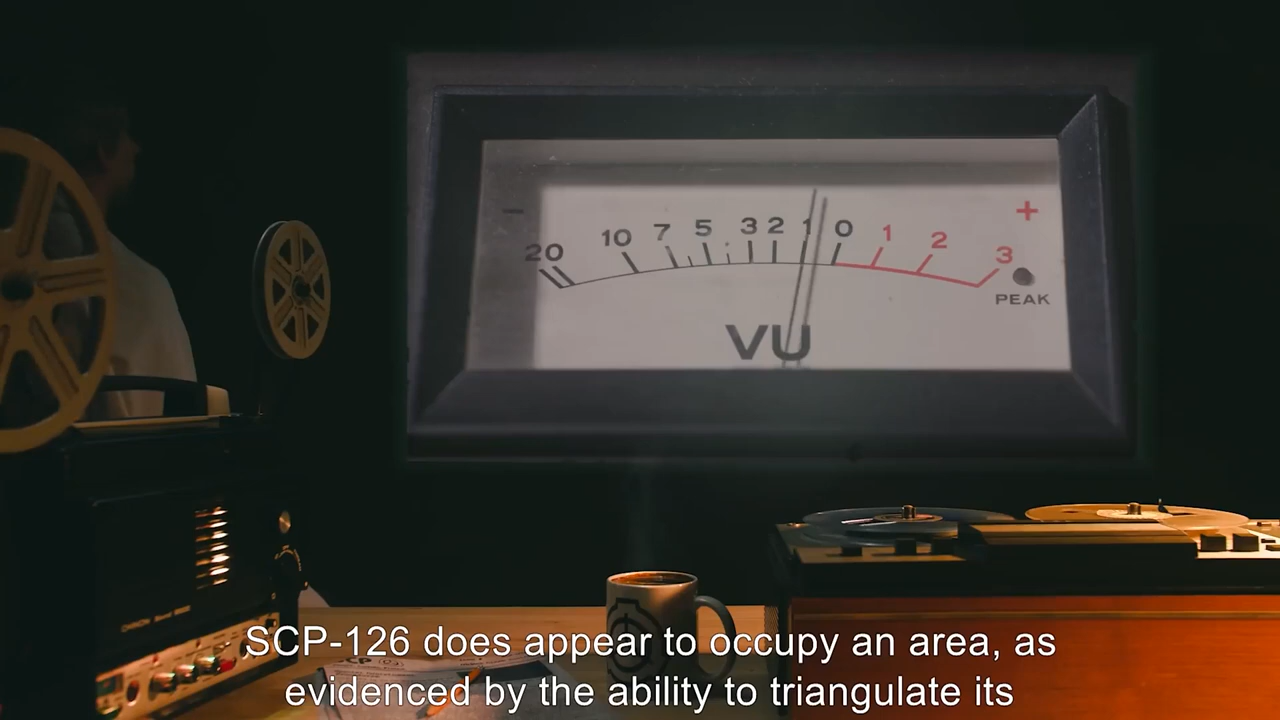 − +
20 10 7 5 3 2 1 0 1 2 3
PEAK
VU
SCP-126 does appear to occupy an area, as
evidenced by the ability to triangulate its